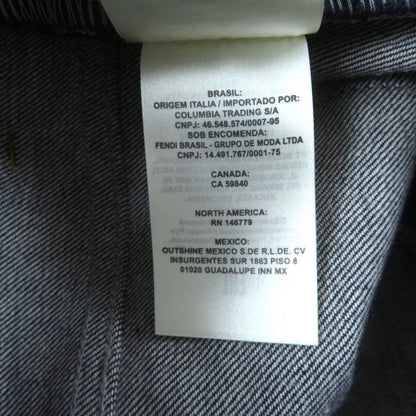 BRASIL:
ORIGEM ITALIA / IMPORTADO POR:
COLUMBIA TRADING S/A
CNPJ: 46.548.574/0007-95
SOB ENCOMENDA:
FENDI BRASIL - GRUPO DE MODA LTDA
CNPJ: 14.491.767/0001-75
CANADA:
CA 59840
NORTH AMERICA:
RN 146779
MEXICO:
OUTSHINE MEXICO S.DE R.L.DE. CV
INSURGENTES SUR 1863 PISO 8
01020 GUADALUPE INN MX